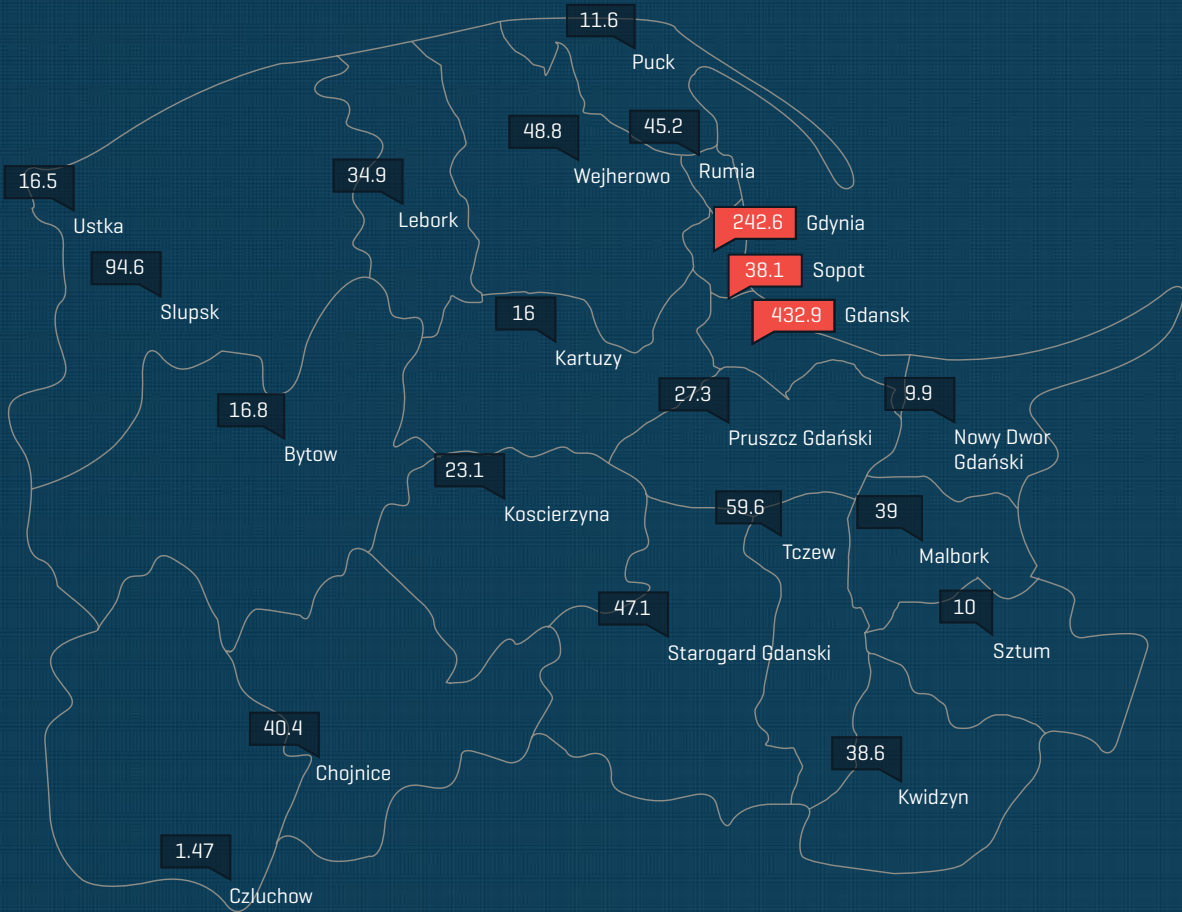 11.6
Puck
48.8
Wejherowo
45.2
Rumia
16.5
Ustka
34.9
Lebork
242.6 Gdynia
94.6
Slupsk
38.1 Sopot
16
Kartuzy
432.9 Gdansk
16.8
Bytow
27.3
Pruszcz Gdański
9.9
Nowy Dwor
Gdański
23.1
Koscierzyna
59.6
Tczew
39
Malbork
47.1
Starogard Gdanski
10
Sztum
40.4
Chojnice
38.6
Kwidzyn
1.47
Czluchow